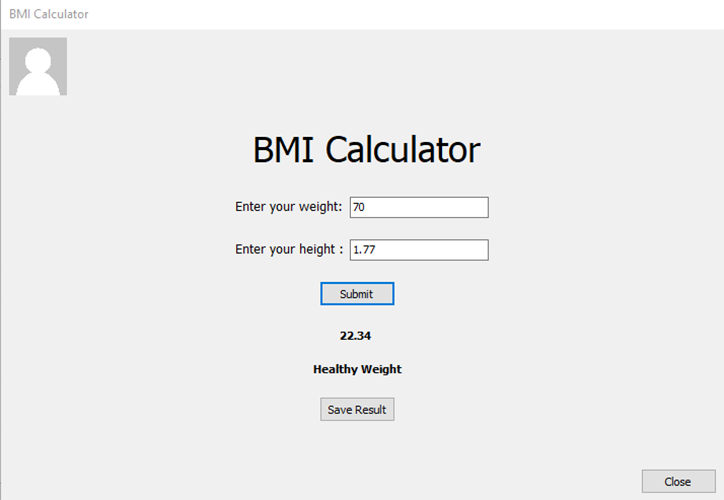 BMI Calculator
BMI Calculator
Enter your weight: 70
Enter your height : 1.77
Submit
22.34
Healthy Weight
Save Result
Close